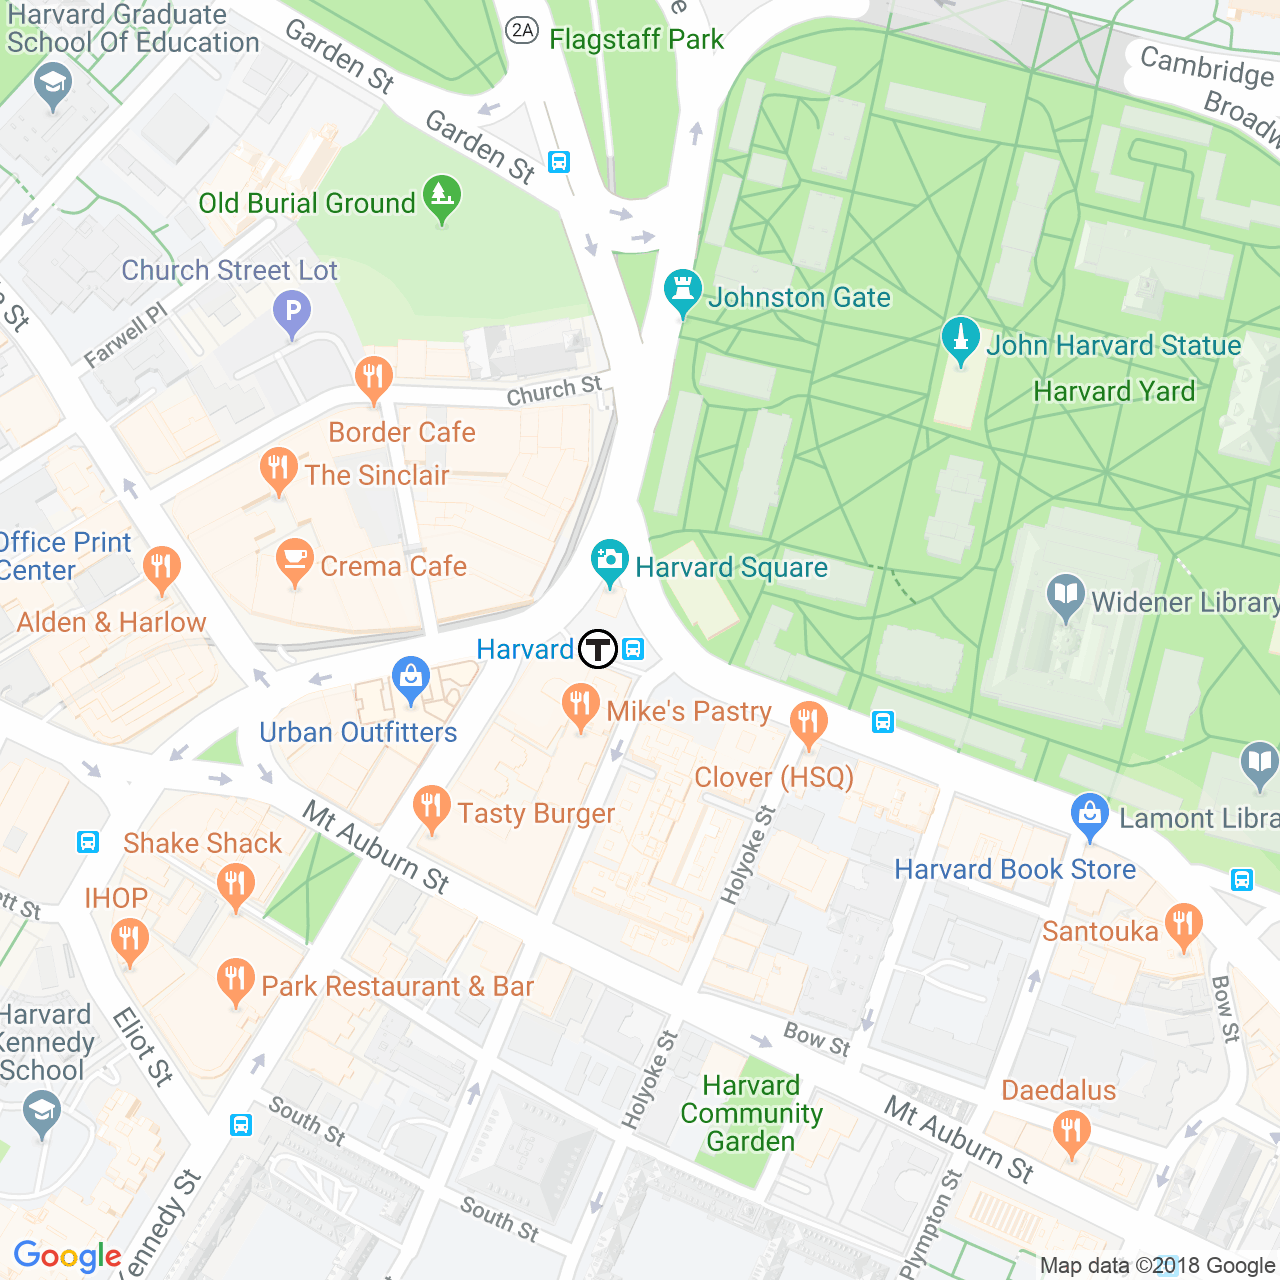 Harvard Graduate
School Of Education
2A
Flagstaff Park
Garden St
Cambridge
Garden St
Old Burial Ground
Church Street Lot
P
Farwell Pl
Johnston Gate
John Harvard Statue
Harvard Yard
Church St
Border Cafe
The Sinclair
Office Print
Center
Crema Cafe
Harvard Square
Widener Library
Alden & Harlow
Harvard
T
Urban Outfitters
Mike's Pastry
Clover (HSQ)
Tasty Burger
Mt Auburn St
Shake Shack
IHOP
Holyoke St
Harvard Book Store
Lamont Libra
Santouka
Park Restaurant & Bar
Harvard
Kennedy
School
Eliot St
Bow St
Bow St
Holyoke St
Harvard
Community
Garden
Daedalus
South St
Mt Auburn St
South St
Plympton St
Kennedy St
Google
Map data ©2018 Google